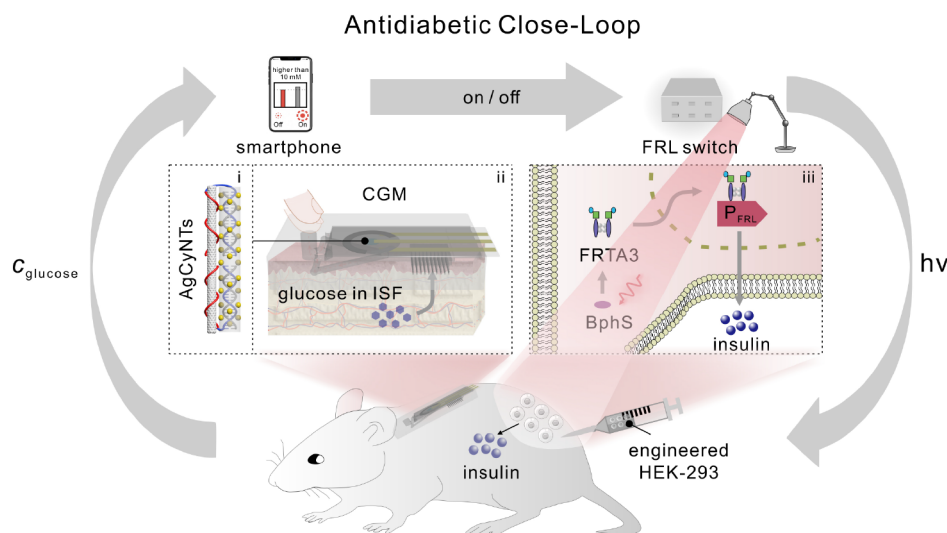 Antidiabetic Close-Loop
higher than
10 mM
Off
On
smartphone
on / off
FRL switch
i
AgCyNTs
ii
CGM
glucose in ISF
iii
P FRL
FRTA3
BphS
insulin
c glucose
hv
insulin
engineered
HEK-293